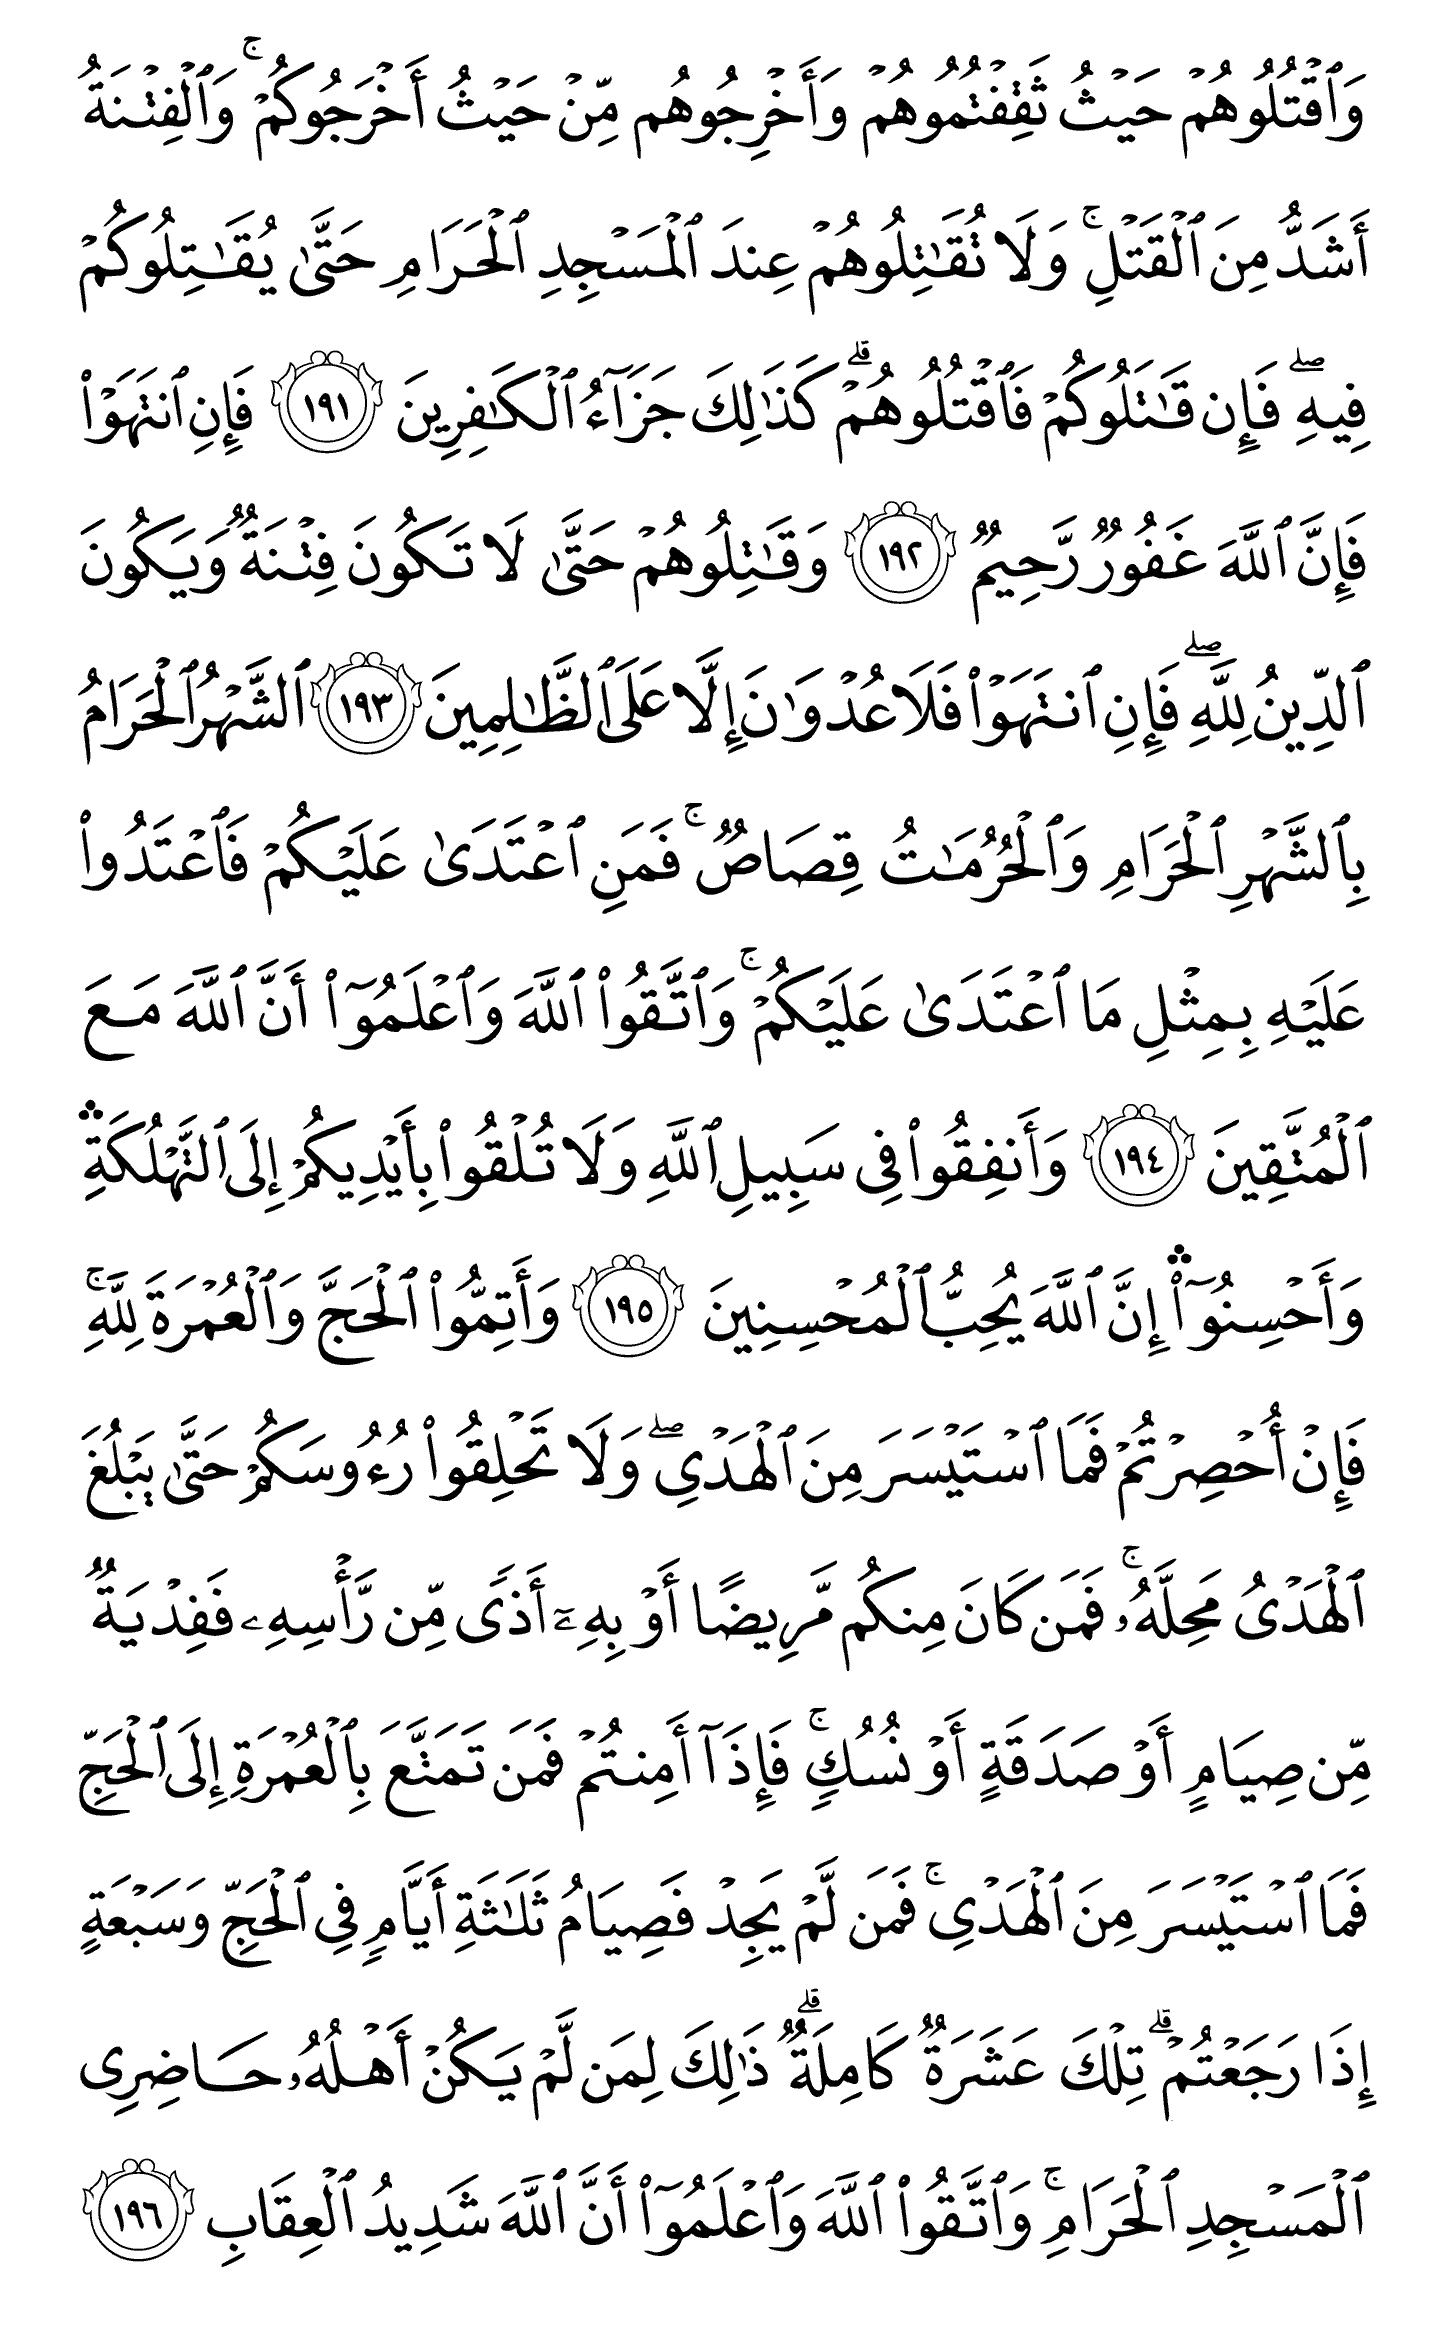 وَٱقۡتُلُوهُمۡ حَيۡثُ ثَقِفۡتُمُوهُمۡ وَأَخۡرِجُوهُم مِّنۡ حَيۡثُ أَخۡرَجُوكُمۡۚ وَٱلۡفِتۡنَةُ
أَشَدُّ مِنَ ٱلۡقَتۡلِۚ وَلَا تُقَٰتِلُوهُمۡ عِندَ ٱلۡمَسۡجِدِ ٱلۡحَرَامِ حَتَّىٰ يُقَٰتِلُوكُمۡ
فِيهِۖ فَإِن قَٰتَلُوكُمۡ فَٱقۡتُلُوهُمۡۗ كَذَٰلِكَ جَزَآءُ ٱلۡكَٰفِرِينَ ١٩١ فَإِنِ ٱنتَهَوۡاْ
فَإِنَّ ٱللَّهَ غَفُورٞ رَّحِيمٞ ١٩٢ وَقَٰتِلُوهُمۡ حَتَّىٰ لَا تَكُونَ فِتۡنَةٞ وَيَكُونَ
ٱلدِّينُ لِلَّهِۖ فَإِنِ ٱنتَهَوۡاْ فَلَا عُدۡوَٰنَ إِلَّا عَلَى ٱلظَّٰلِمِينَ ١٩٣ ٱلشَّهۡرُ ٱلۡحَرَامُ
بِٱلشَّهۡرِ ٱلۡحَرَامِ وَٱلۡحُرُمَٰتُ قِصَاصٞۚ فَمَنِ ٱعۡتَدَىٰ عَلَيۡكُمۡ فَٱعۡتَدُواْ
عَلَيۡهِ بِمِثۡلِ مَا ٱعۡتَدَىٰ عَلَيۡكُمۡۚ وَٱتَّقُواْ ٱللَّهَ وَٱعۡلَمُوٓاْ أَنَّ ٱللَّهَ مَعَ
ٱلۡمُتَّقِينَ ١٩٤ وَأَنفِقُواْ فِي سَبِيلِ ٱللَّهِ وَلَا تُلۡقُواْ بِأَيۡدِيكُمۡ إِلَى ٱلتَّهۡلُكَةِۛ
وَأَحۡسِنُوٓاْۛ إِنَّ ٱللَّهَ يُحِبُّ ٱلۡمُحۡسِنِينَ ١٩٥ وَأَتِمُّواْ ٱلۡحَجَّ وَٱلۡعُمۡرَةَ لِلَّهِۚ
فَإِنۡ أُحۡصِرۡتُمۡ فَمَا ٱسۡتَيۡسَرَ مِنَ ٱلۡهَدۡيِۖ وَلَا تَحۡلِقُواْ رُءُوسَكُمۡ حَتَّىٰ يَبۡلُغَ
ٱلۡهَدۡيُ مَحِلَّهُۥۚ فَمَن كَانَ مِنكُم مَّرِيضًا أَوۡ بِهِۦٓ أَذٗى مِّن رَّأۡسِهِۦ فَفِدۡيَةٞ
مِّن صِيَامٍ أَوۡ صَدَقَةٍ أَوۡ نُسُكٖۚ فَإِذَآ أَمِنتُمۡ فَمَن تَمَتَّعَ بِٱلۡعُمۡرَةِ إِلَى ٱلۡحَجِّ
فَمَا ٱسۡتَيۡسَرَ مِنَ ٱلۡهَدۡيِۚ فَمَن لَّمۡ يَجِدۡ فَصِيَامُ ثَلَٰثَةِ أَيَّامٖ فِي ٱلۡحَجِّ وَسَبۡعَةٍ
إِذَا رَجَعۡتُمۡۗ تِلۡكَ عَشَرَةٞ كَامِلَةٞۗ ذَٰلِكَ لِمَن لَّمۡ يَكُنۡ أَهۡلُهُۥ حَاضِرِي
ٱلۡمَسۡجِدِ ٱلۡحَرَامِۚ وَٱتَّقُواْ ٱللَّهَ وَٱعۡلَمُوٓاْ أَنَّ ٱللَّهَ شَدِيدُ ٱلۡعِقَابِ ١٩٦